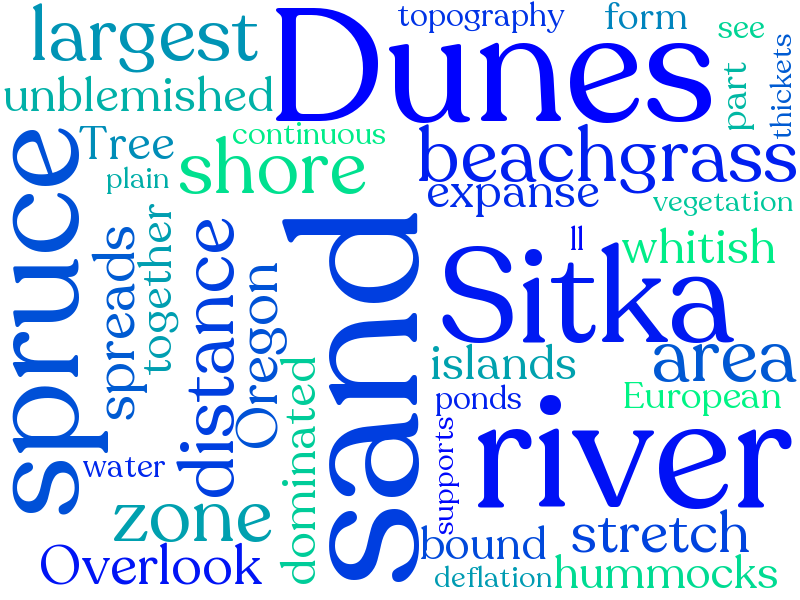 largest
Dunes
topography
form
see
part
thickets
unblemished
Tree
continuous
shore
plain
beachgrass
expanse
vegetation
spruce
spreads
together
distance
Oregon
sand
ll
whitish
Sitka
islands
area
dominated
ponds
European
supports
river
water
zone
Overlook
bound
stretch
deflation
hummocks